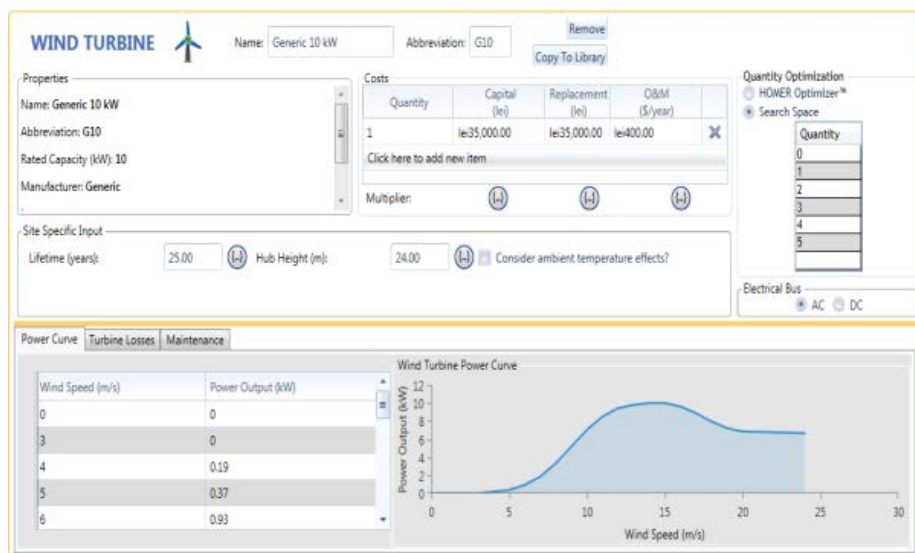 WIND TURBINE
Name: Generic 10 kW
Abbreviation: G10
Remove
Copy To Library
Properties
Name: Generic 10 kW
Abbreviation: G10
Rated Capacity (kW): 10
Manufacturer: Generic
Costs
Quantity Capital (lei) Replacement (lei) O&M ($/year)
1 lei35,000.00 lei35,000.00 lei400.00
Click here to add new item
Multiplier: (..) (..) (..)
Quantity Optimization
HOMER Optimizer™
Search Space
Quantity
0
1
2
3
4
5
Site Specific Input
Lifetime (years): 25.00 (..) Hub Height (m): 24.00 (..) Consider ambient temperature effects?
Electrical Bus
AC DC
Power Curve Turbine Losses Maintenance
Wind Speed (m/s) Power Output (kW)
0 0
3 0
4 0.19
5 0.37
6 0.93
Wind Turbine Power Curve
Power Output (kW)
12
10
8
6
4
2
0
0 5 10 15 20 25 30
Wind Speed (m/s)